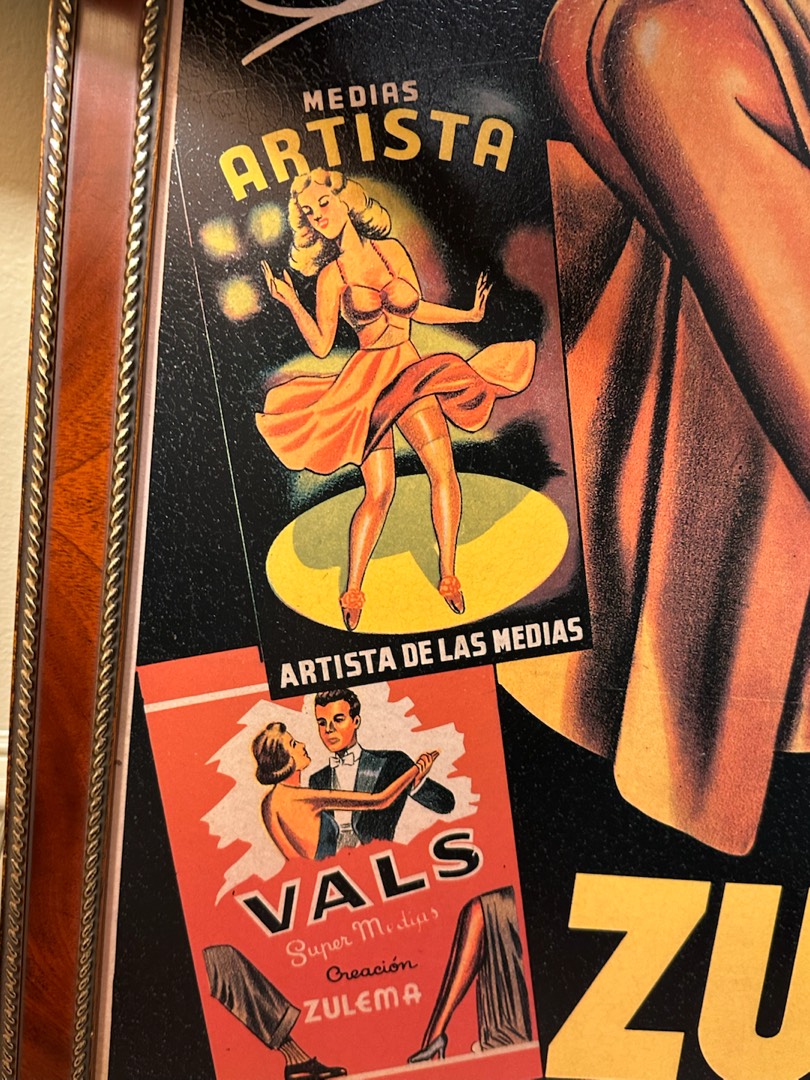 MEDIAS
ARTISTA
ARTISTA DE LAS MEDIAS
VALS
Super Medias
Creación
ZULEMA
ZU